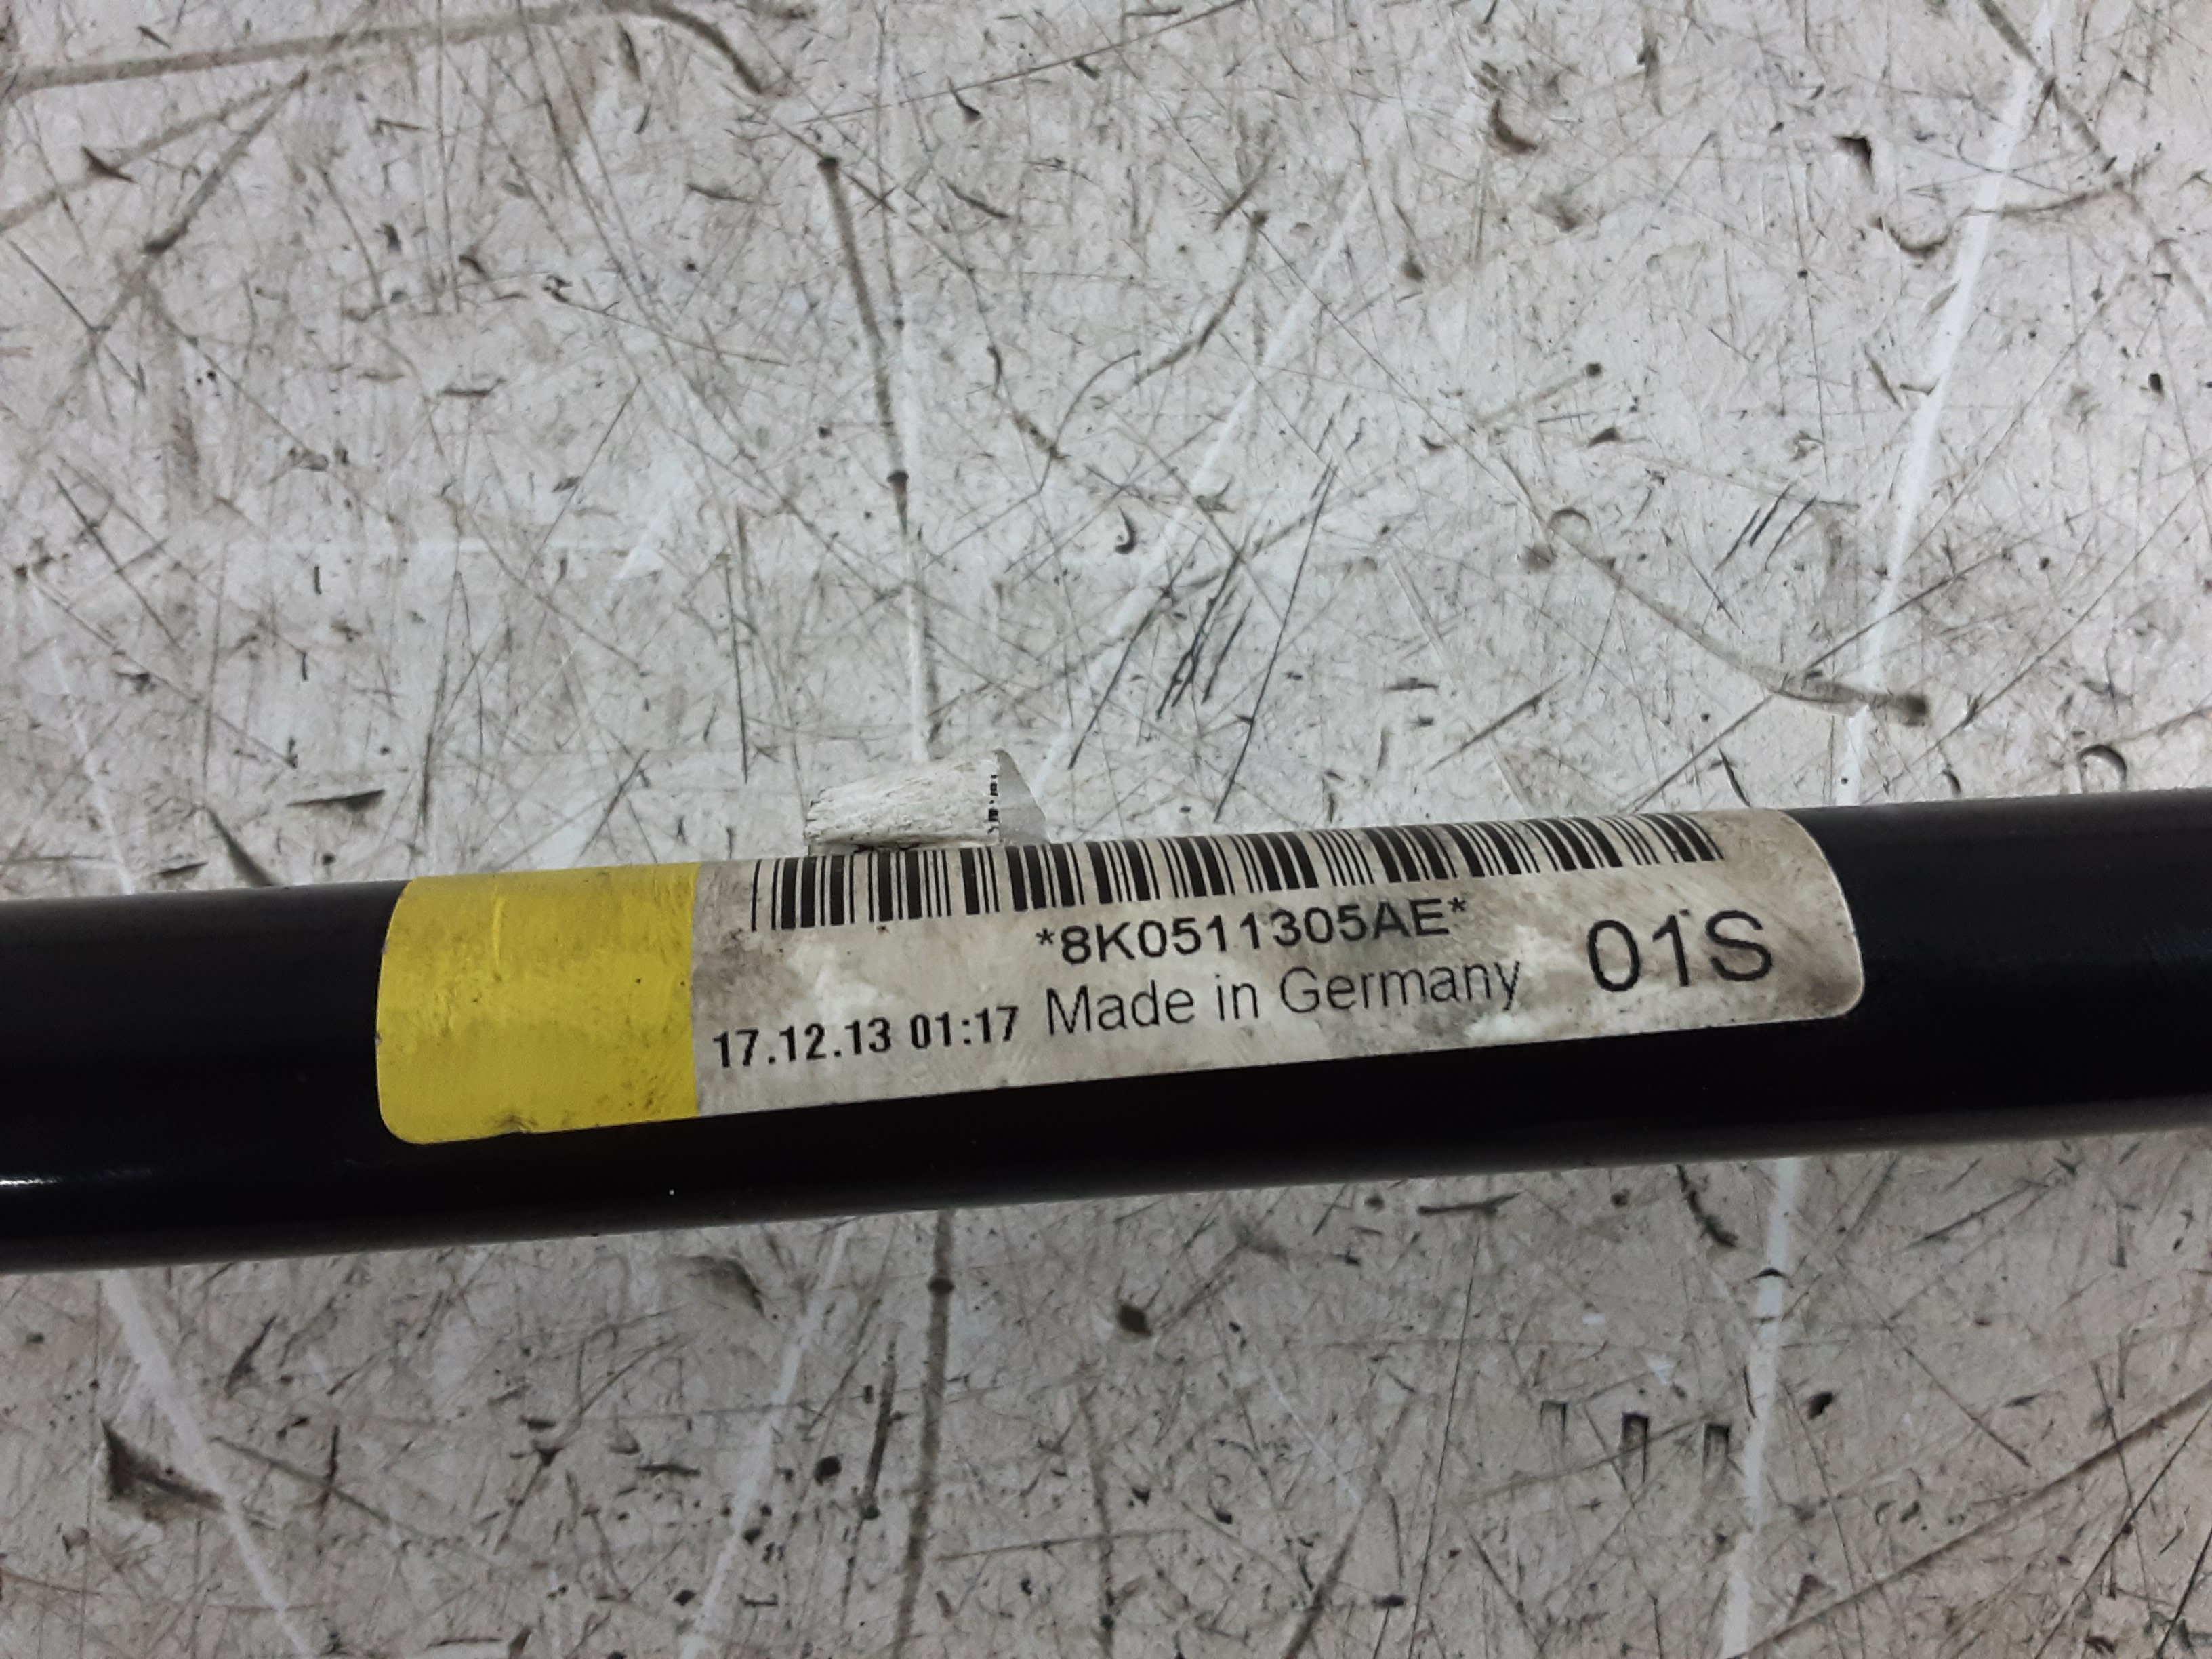 *8K0511305AE*
01S
17.12.13 01:17 Made in Germany